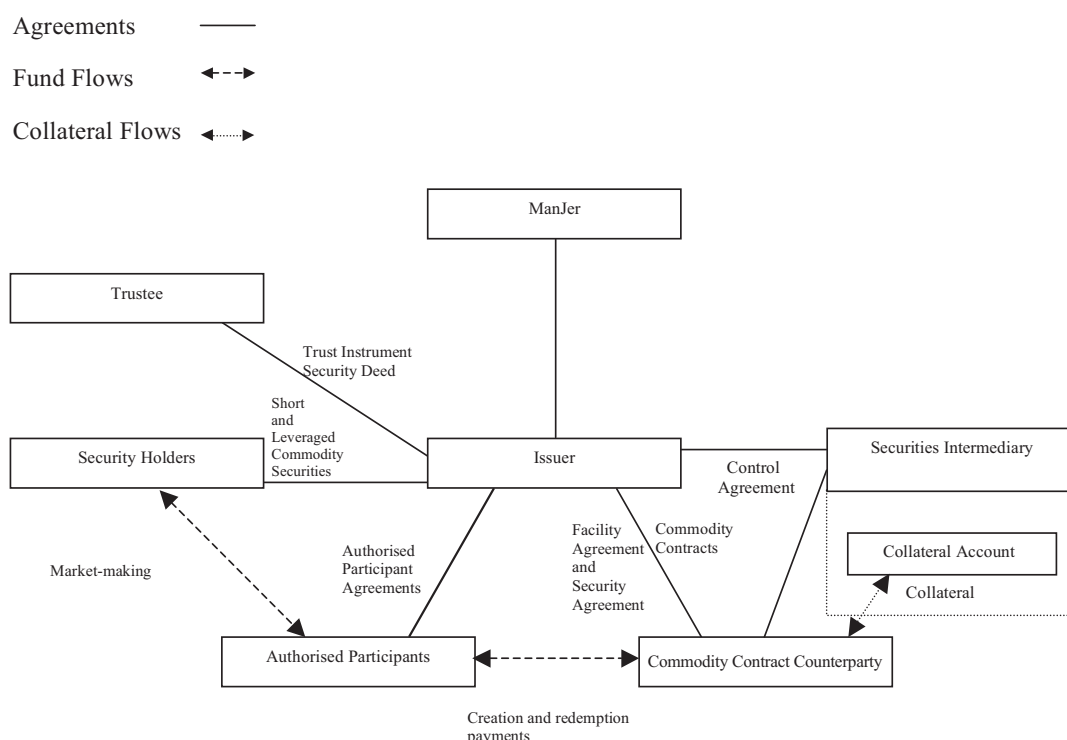 Agreements
Fund Flows
Collateral Flows
ManJer
Trustee
Trust Instrument
Security Deed
Short
and
Leveraged
Commodity
Securities
Security Holders
Issuer
Securities Intermediary
Control
Agreement
Collateral Account
Collateral
Facility
Agreement
and
Security
Agreement
Commodity
Contracts
Authorised
Participant
Agreements
Market-making
Authorised Participants
Commodity Contract Counterparty
Creation and redemption
payments